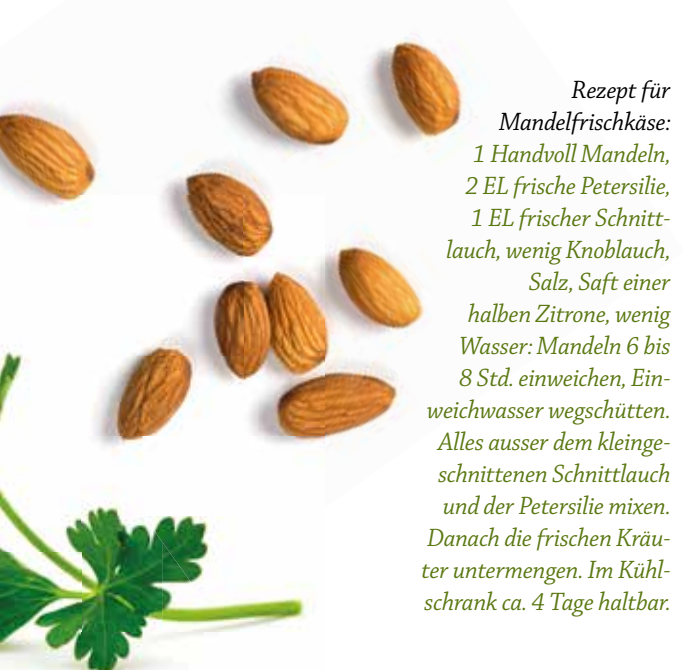 Rezept für
Mandelfrischkäse:
1 Handvoll Mandeln,
2 EL frische Petersilie,
1 EL frischer Schnitt-
lauch, wenig Knoblauch,
Salz, Saft einer
halben Zitrone, wenig
Wasser: Mandeln 6 bis
8 Std. einweichen, Ein-
weichwasser wegschütten.
Alles ausser dem kleinge-
schnittenen Schnittlauch
und der Petersilie mixen.
Danach die frischen Kräu-
ter untermengen. Im Kühl-
schrank ca. 4 Tage haltbar.